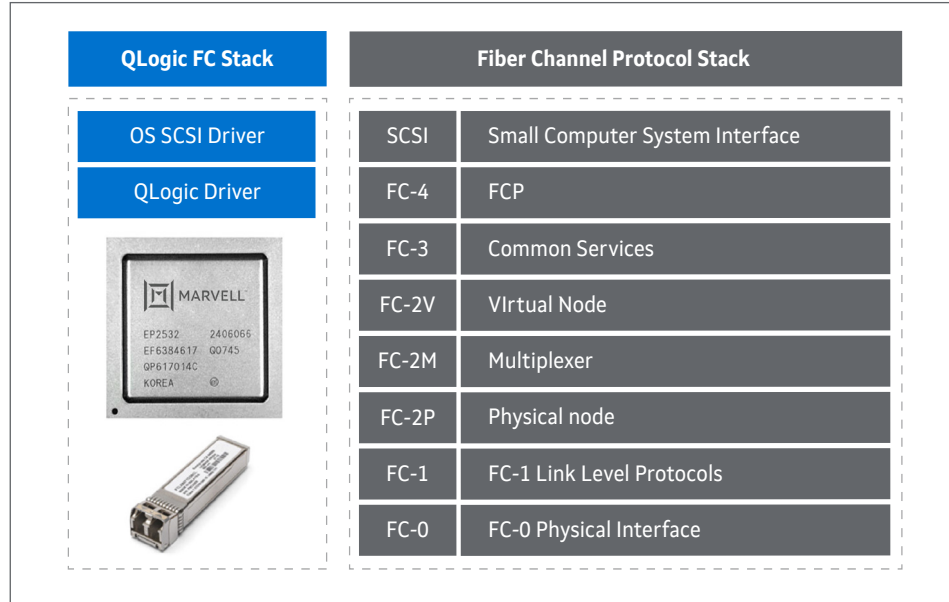 QLogic FC Stack
Fiber Channel Protocol Stack
OS SCSI Driver
QLogic Driver
MARVELL
EP2532 2406066
EF6384617 Q0745
QP617014C
KOREA
SCSI Small Computer System Interface
FC-4 FCP
FC-3 Common Services
FC-2V VIrtual Node
FC-2M Multiplexer
FC-2P Physical node
FC-1 FC-1 Link Level Protocols
FC-0 FC-0 Physical Interface